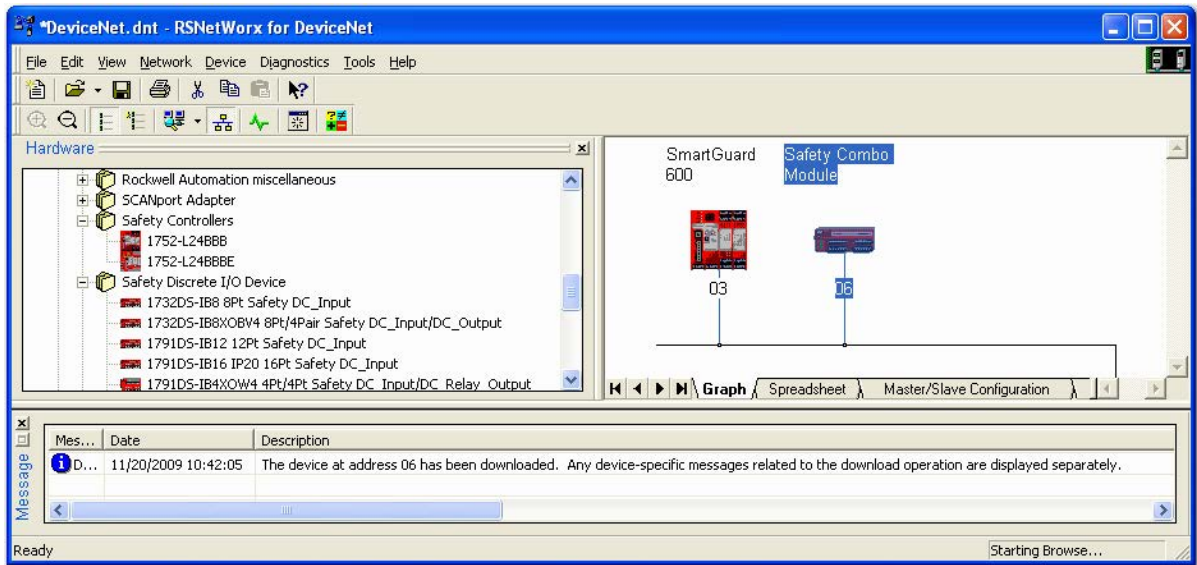 *DeviceNet.dnt - RSNetWorx for DeviceNet
File Edit View Network Device Diagnostics Tools Help
Hardware
Rockwell Automation miscellaneous
SCANport Adapter
Safety Controllers
1752-L24BBB
1752-L24BBBE
Safety Discrete I/O Device
1732DS-IB8 8Pt Safety DC_Input
1732DS-IB8XOBV4 8Pt/4Pair Safety DC_Input/DC_Output
1791DS-IB12 12Pt Safety DC_Input
1791DS-IB16 IP20 16Pt Safety DC_Input
1791DS-IB4XOW4 4Pt/4Pt Safety DC_Input/DC_Relay_Output
SmartGuard
600
Safety Combo
Module
03
06
Graph Spreadsheet Master/Slave Configuration
Message
Mes... Date Description
D... 11/20/2009 10:42:05 The device at address 06 has been downloaded. Any device-specific messages related to the download operation are displayed separately.
Ready Starting Browse...